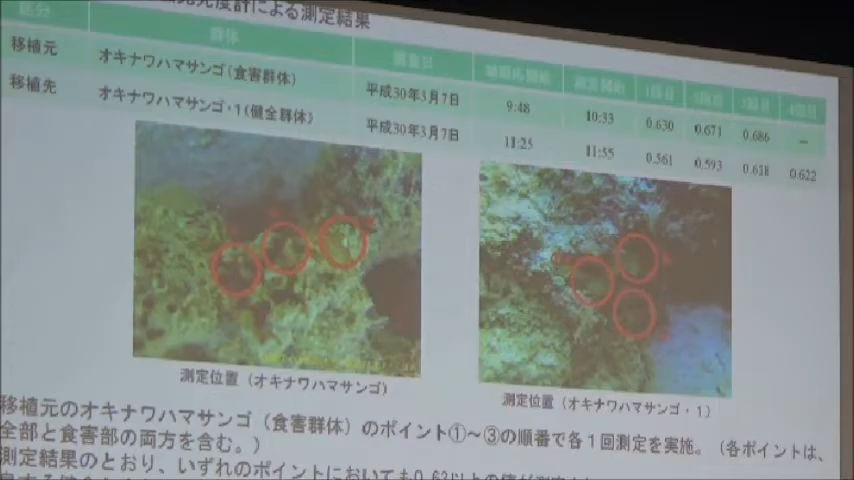 度計による測定結果
区分 群体 測定日 測定開始 1回目 2回目 3回目 4回目
移植元 オキナワハマサンゴ(食害群体) 平成30年3月7日 9:48 10:33 0.630 0.671 0.686 —
移植先 オキナワハマサンゴ・1(健全群体) 平成30年3月7日 11:25 11:55 0.561 0.593 0.618 0.622
測定位置（オキナワハマサンゴ）
測定位置（オキナワハマサンゴ・1）
移植元のオキナワハマサンゴ（食害群体）のポイント①～③の順番で各１回測定を実施。（各ポイントは、
全部と食害部の両方を含む。）
測定結果のとおり、いずれのポイントにおいても0.63以上の値が測定